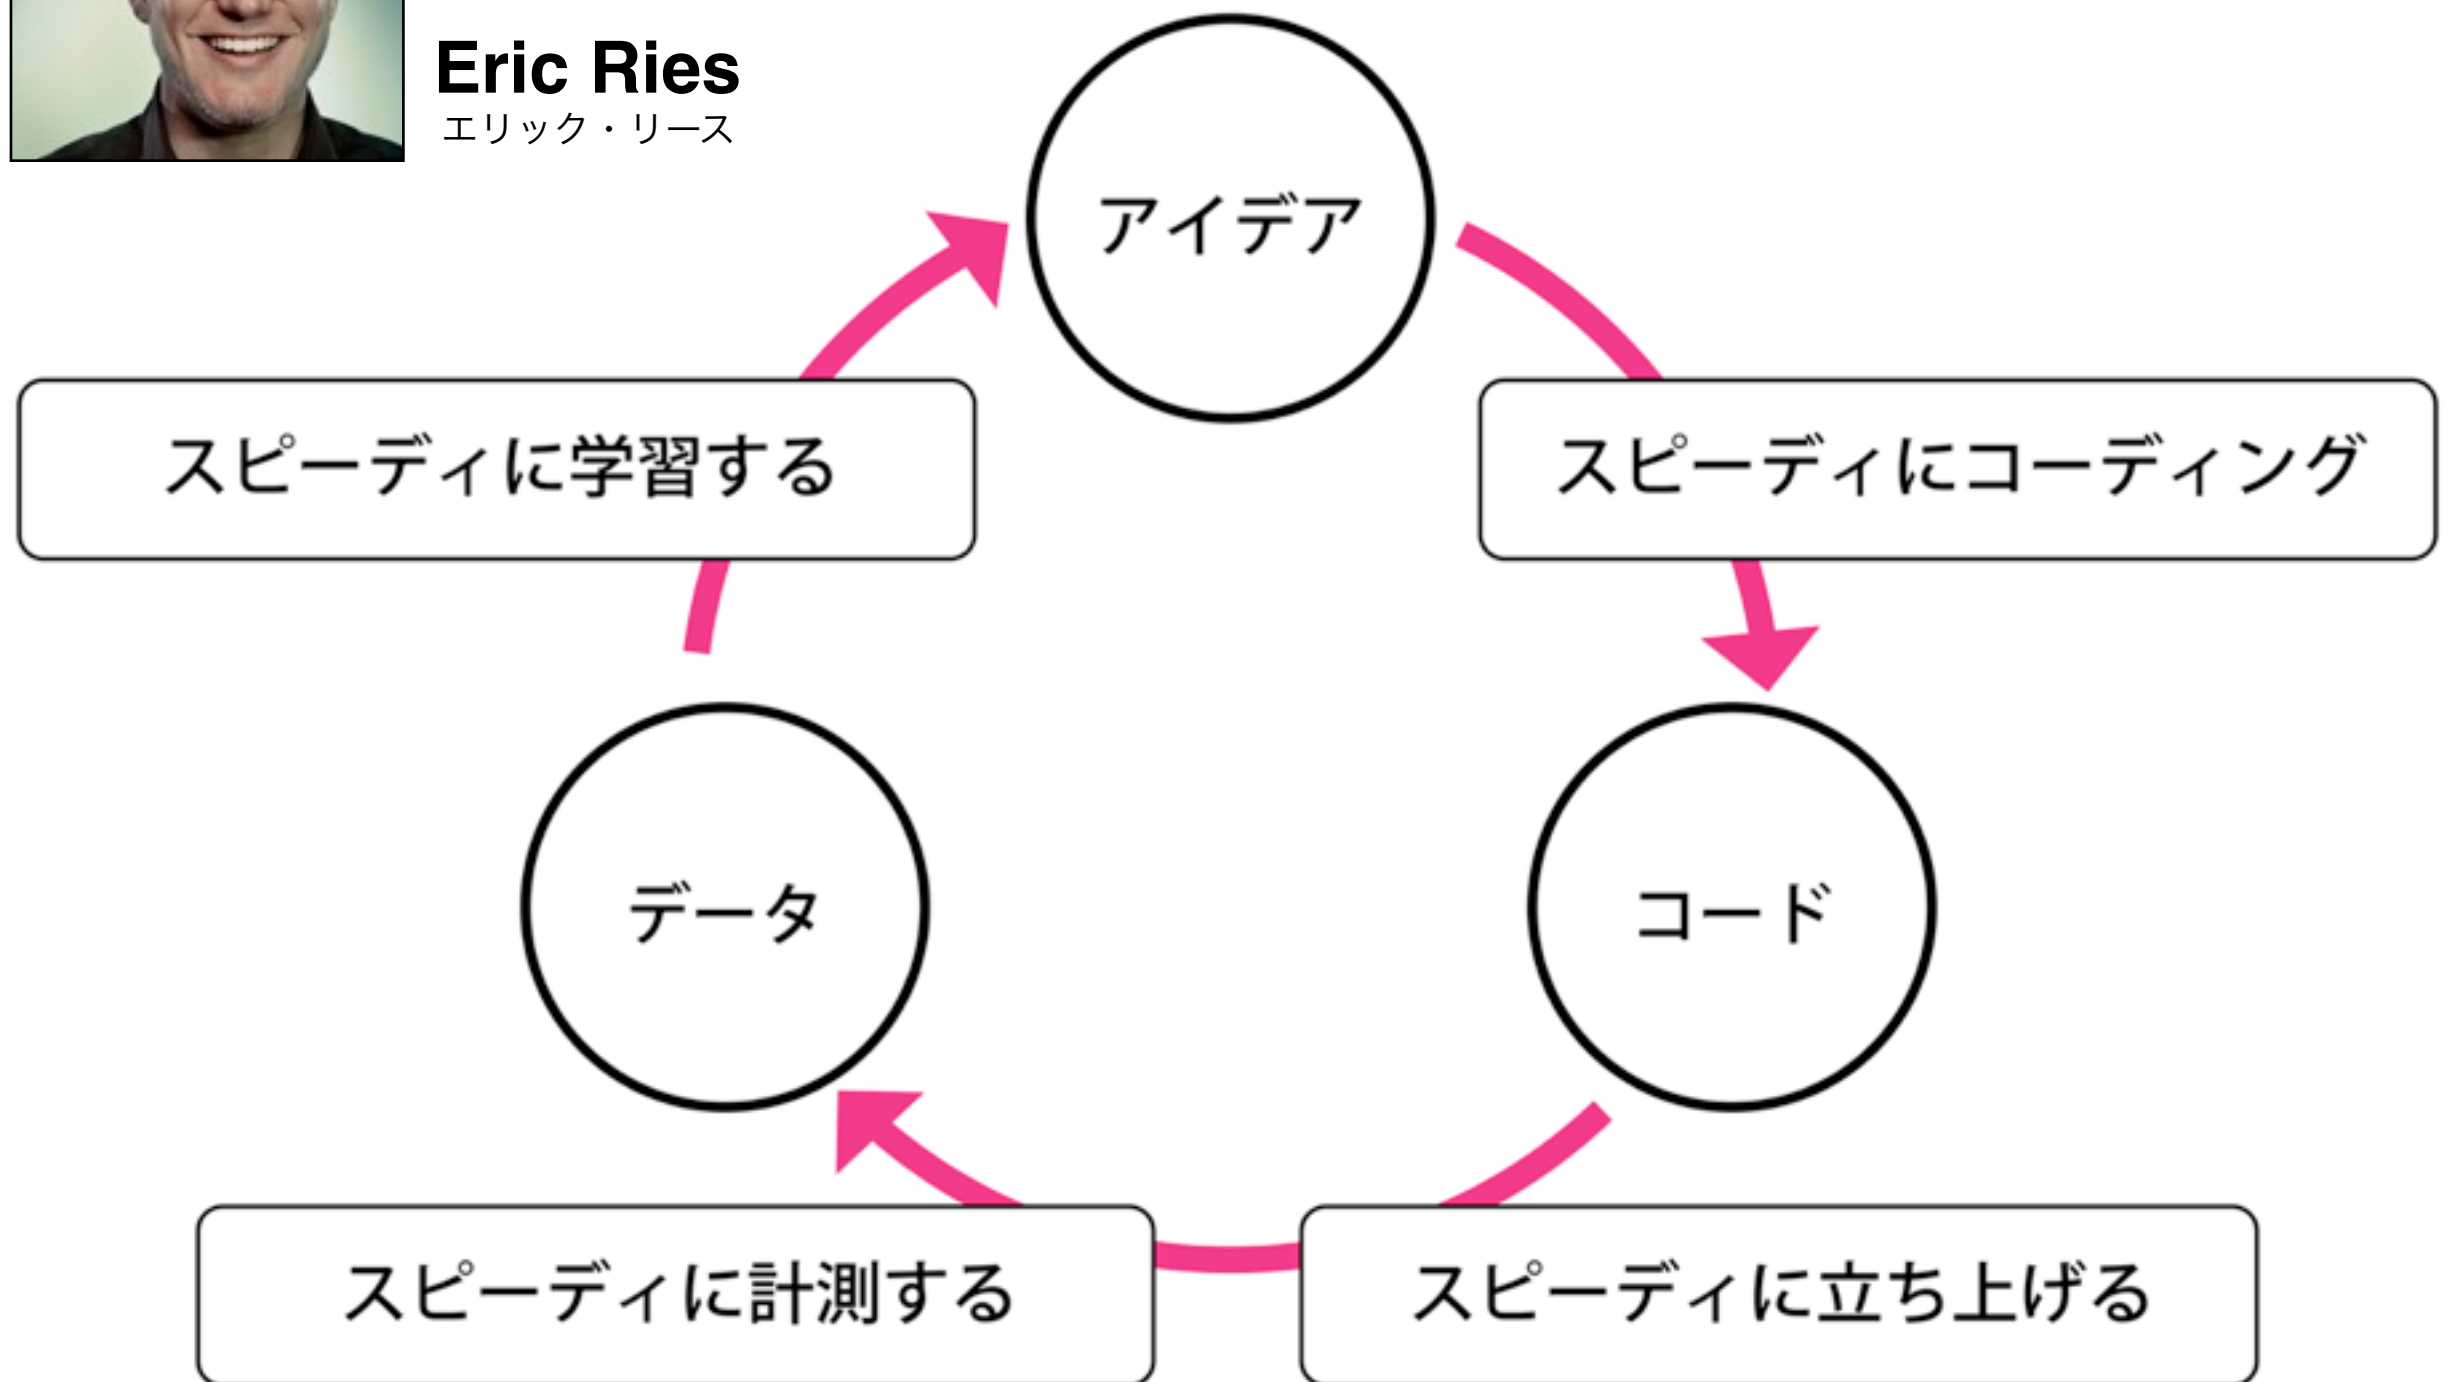 Eric Ries
エリック・リース
アイデア
スピーディに学習する
スピーディにコーディング
データ
コード
スピーディに計測する
スピーディに立ち上げる